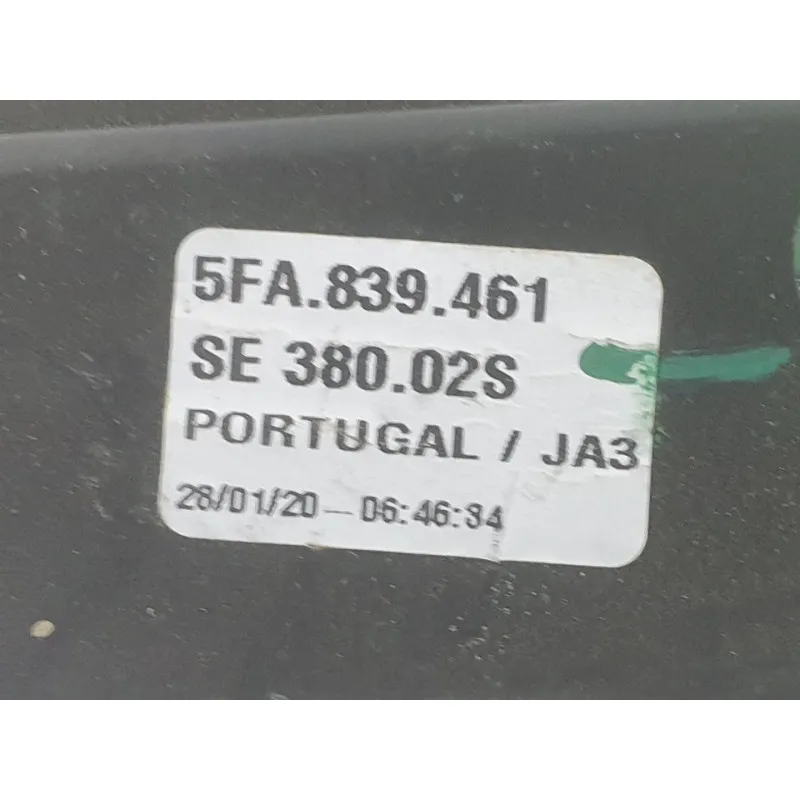 5FA.839.461
SE 380.02S
PORTUGAL / JA3
28/01/20 - 06:46:34